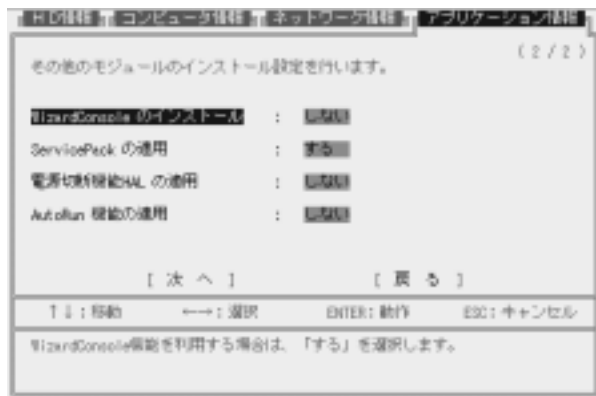 HD情報 コンピュータ情報 ネットワーク情報 アプリケーション情報
(2/2)
その他のモジュールのインストール設定を行います。
WizardConsole のインストール : しない
ServicePack の適用 : する
電源切断機能HAL の適用 : しない
AutoRun 機能の適用 : しない
[ 次 へ ] [ 戻 る ]
↑↓:移動 ←→:選択 ENTER:動作 ESC:キャンセル
WizardConsole機能を利用する場合は、「する」を選択します。